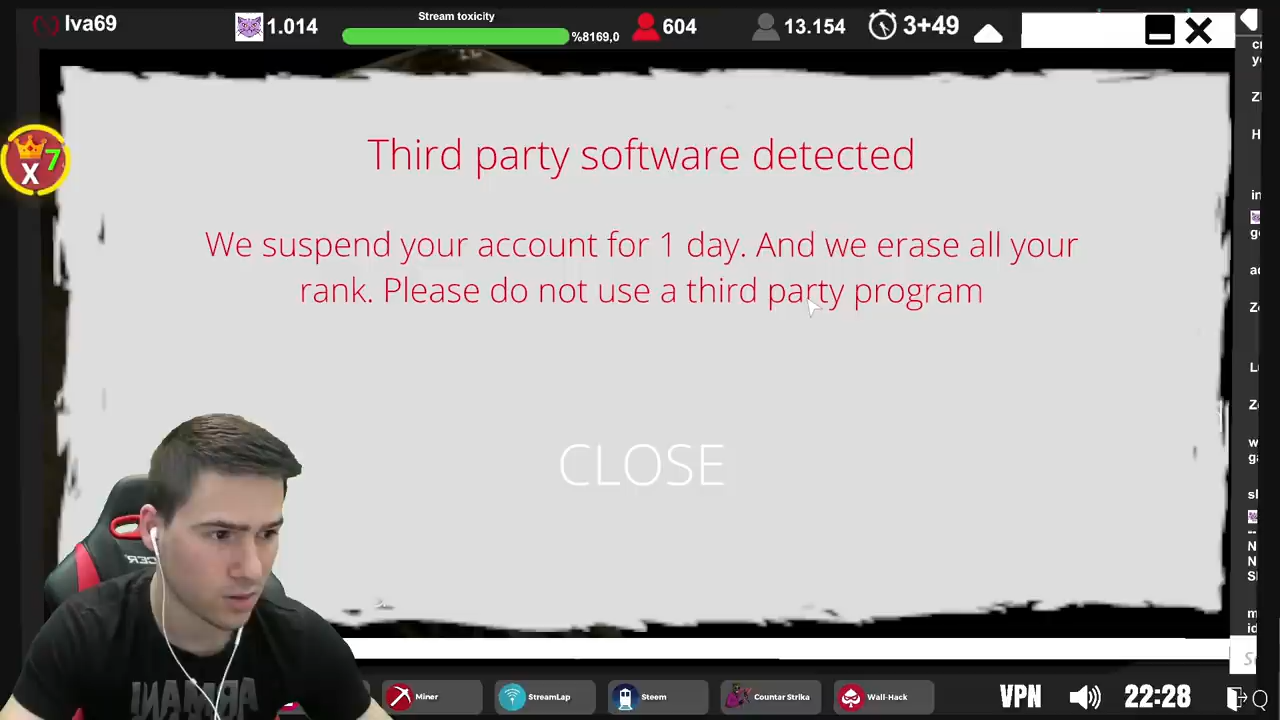 Iva69
1.014
Stream toxicity
%8169,0
604
13.154
3+49
X 7
Third party software detected
We suspend your account for 1 day. And we erase all your
rank. Please do not use a third party program
CLOSE
Miner
StreamLap
Steem
Countar Strika
Wall-Hack
VPN
22:28